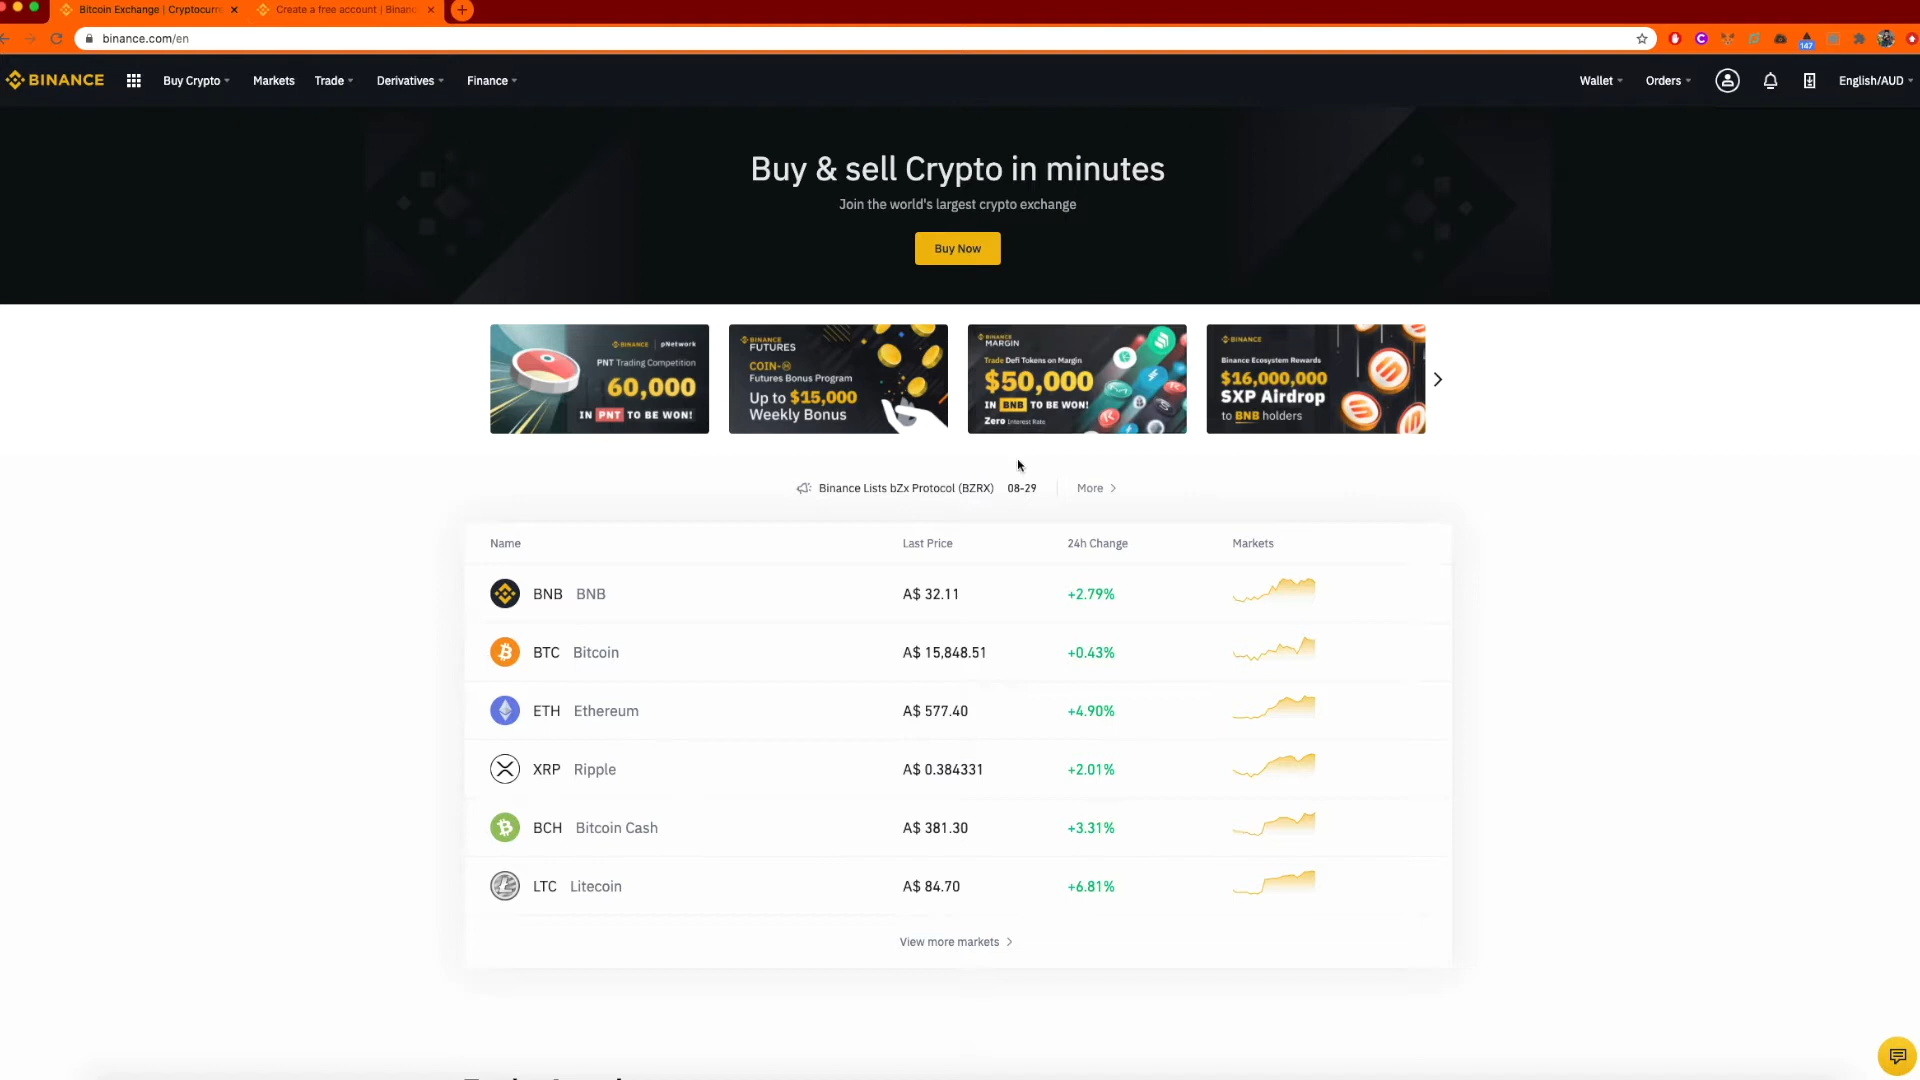 Bitcoin Exchange | Cryptocurr
Create a free account | Binanc
binance.com/en
147
BINANCE
Buy Crypto
Markets
Trade
Derivatives
Finance
Wallet
Orders
English/AUD
Buy & sell Crypto in minutes
Join the world's largest crypto exchange
Buy Now
BINANCE | pNetwork
PNT Trading Competition
60,000
IN PNT TO BE WON!
BINANCE
FUTURES
COIN-M
Futures Bonus Program
Up to $15,000
Weekly Bonus
BINANCE
MARGIN
Trade Defi Tokens on Margin
$50,000
IN BNB TO BE WON!
Zero Interest Rate
BINANCE
Binance Ecosystem Rewards
$16,000,000
SXP Airdrop
to BNB holders
Binance Lists bZx Protocol (BZRX) 08-29
More
Name Last Price 24h Change Markets
BNB BNB A$ 32.11 +2.79%
BTC Bitcoin A$ 15,848.51 +0.43%
ETH Ethereum A$ 577.40 +4.90%
XRP Ripple A$ 0.384331 +2.01%
BCH Bitcoin Cash A$ 381.30 +3.31%
LTC Litecoin A$ 84.70 +6.81%
View more markets